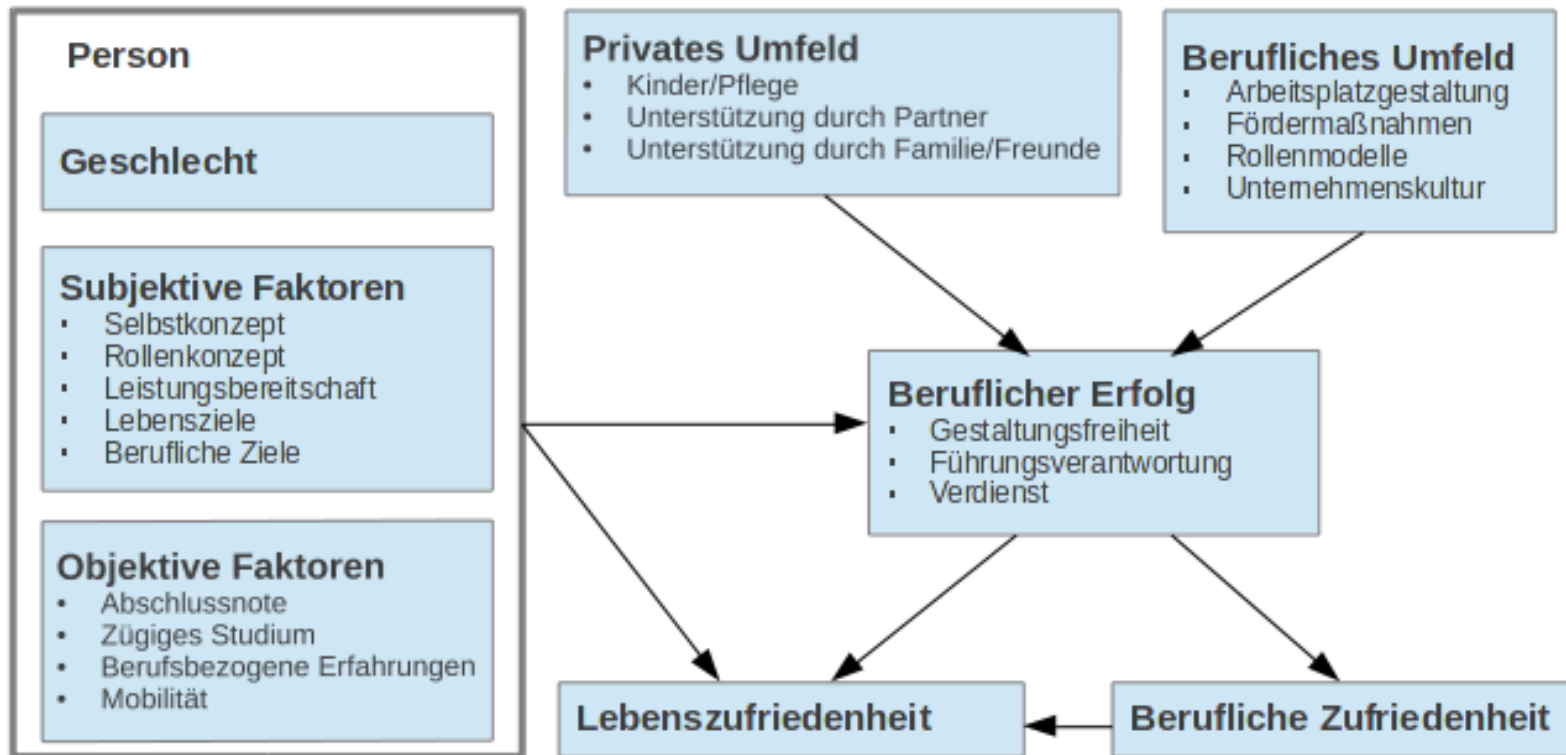 Person
Geschlecht
Subjektive Faktoren
▪ Selbstkonzept
▪ Rollenkonzept
▪ Leistungsbereitschaft
▪ Lebensziele
▪ Berufliche Ziele
Objektive Faktoren
• Abschlussnote
• Zügiges Studium
• Berufsbezogene Erfahrungen
• Mobilität
Privates Umfeld
• Kinder/Pflege
• Unterstützung durch Partner
• Unterstützung durch Familie/Freunde
Berufliches Umfeld
▪ Arbeitsplatzgestaltung
▪ Fördermaßnahmen
▪ Rollenmodelle
▪ Unternehmenskultur
Beruflicher Erfolg
▪ Gestaltungsfreiheit
▪ Führungsverantwortung
▪ Verdienst
Lebenszufriedenheit
Berufliche Zufriedenheit